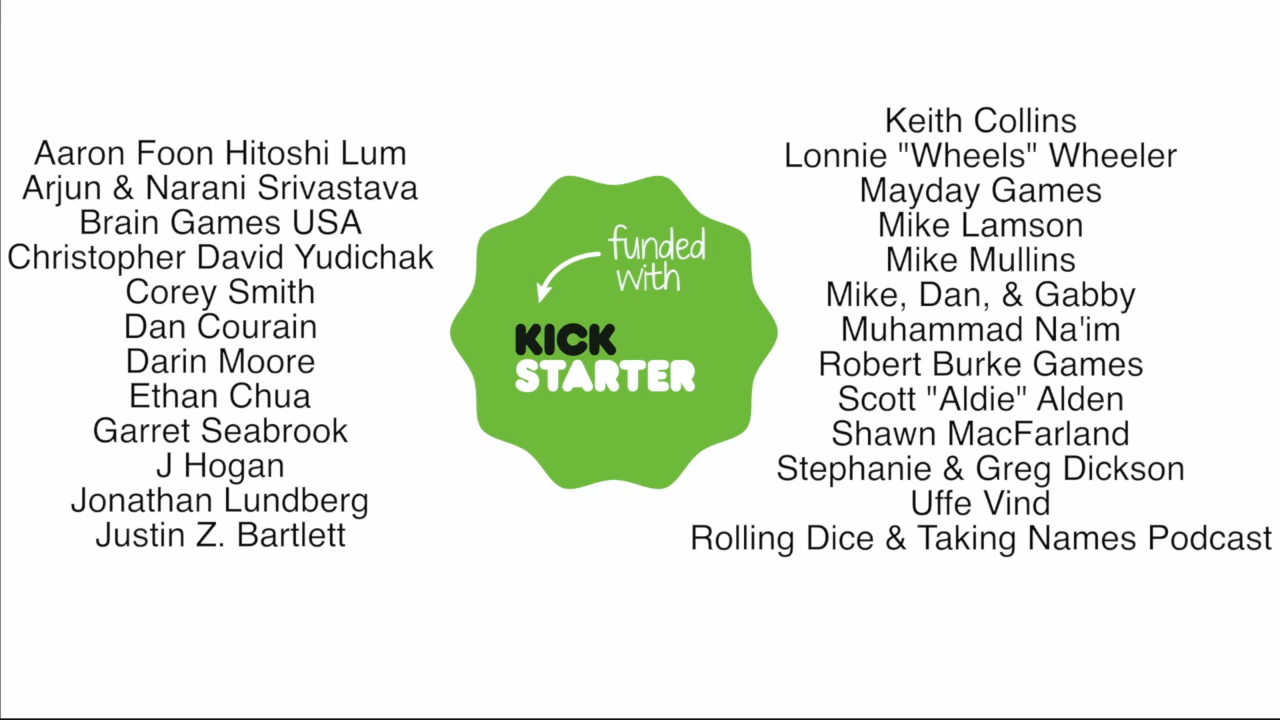 Aaron Foon Hitoshi Lum
Arjun & Narani Srivastava
Brain Games USA
Christopher David Yudichak
Corey Smith
Dan Courain
Darin Moore
Ethan Chua
Garret Seabrook
J Hogan
Jonathan Lundberg
Justin Z. Bartlett
funded
with
KICK
STARTER
Keith Collins
Lonnie "Wheels" Wheeler
Mayday Games
Mike Lamson
Mike Mullins
Mike, Dan, & Gabby
Muhammad Na'im
Robert Burke Games
Scott "Aldie" Alden
Shawn MacFarland
Stephanie & Greg Dickson
Uffe Vind
Rolling Dice & Taking Names Podcast